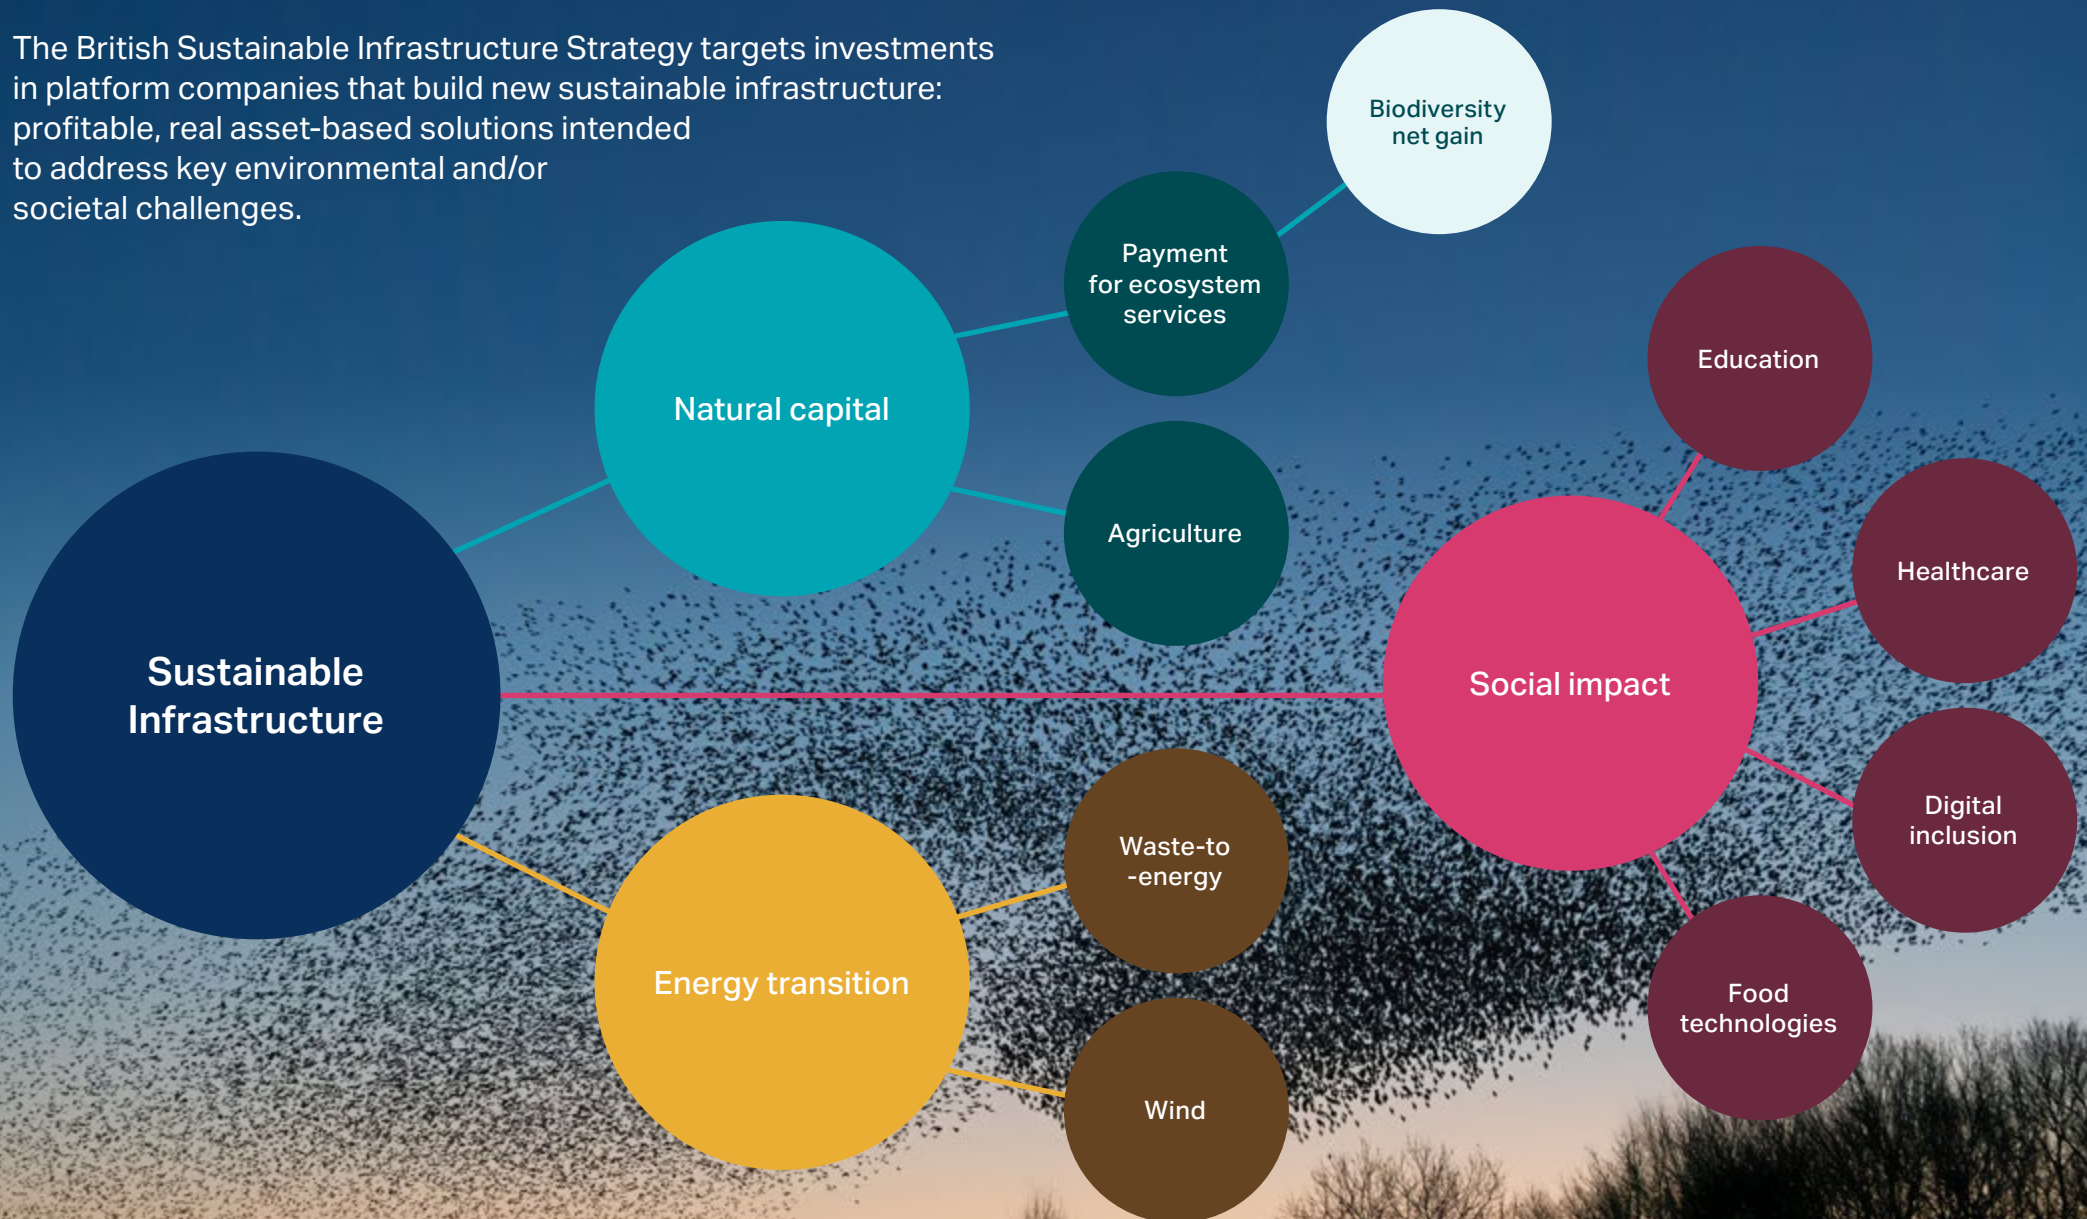 The British Sustainable Infrastructure Strategy targets investments
in platform companies that build new sustainable infrastructure:
profitable, real asset-based solutions intended
to address key environmental and/or
societal challenges.
Biodiversity
net gain
Payment
for ecosystem
services
Natural capital
Agriculture
Education
Healthcare
Sustainable
Infrastructure
Social impact
Digital
inclusion
Waste-to
-energy
Energy transition
Food
technologies
Wind